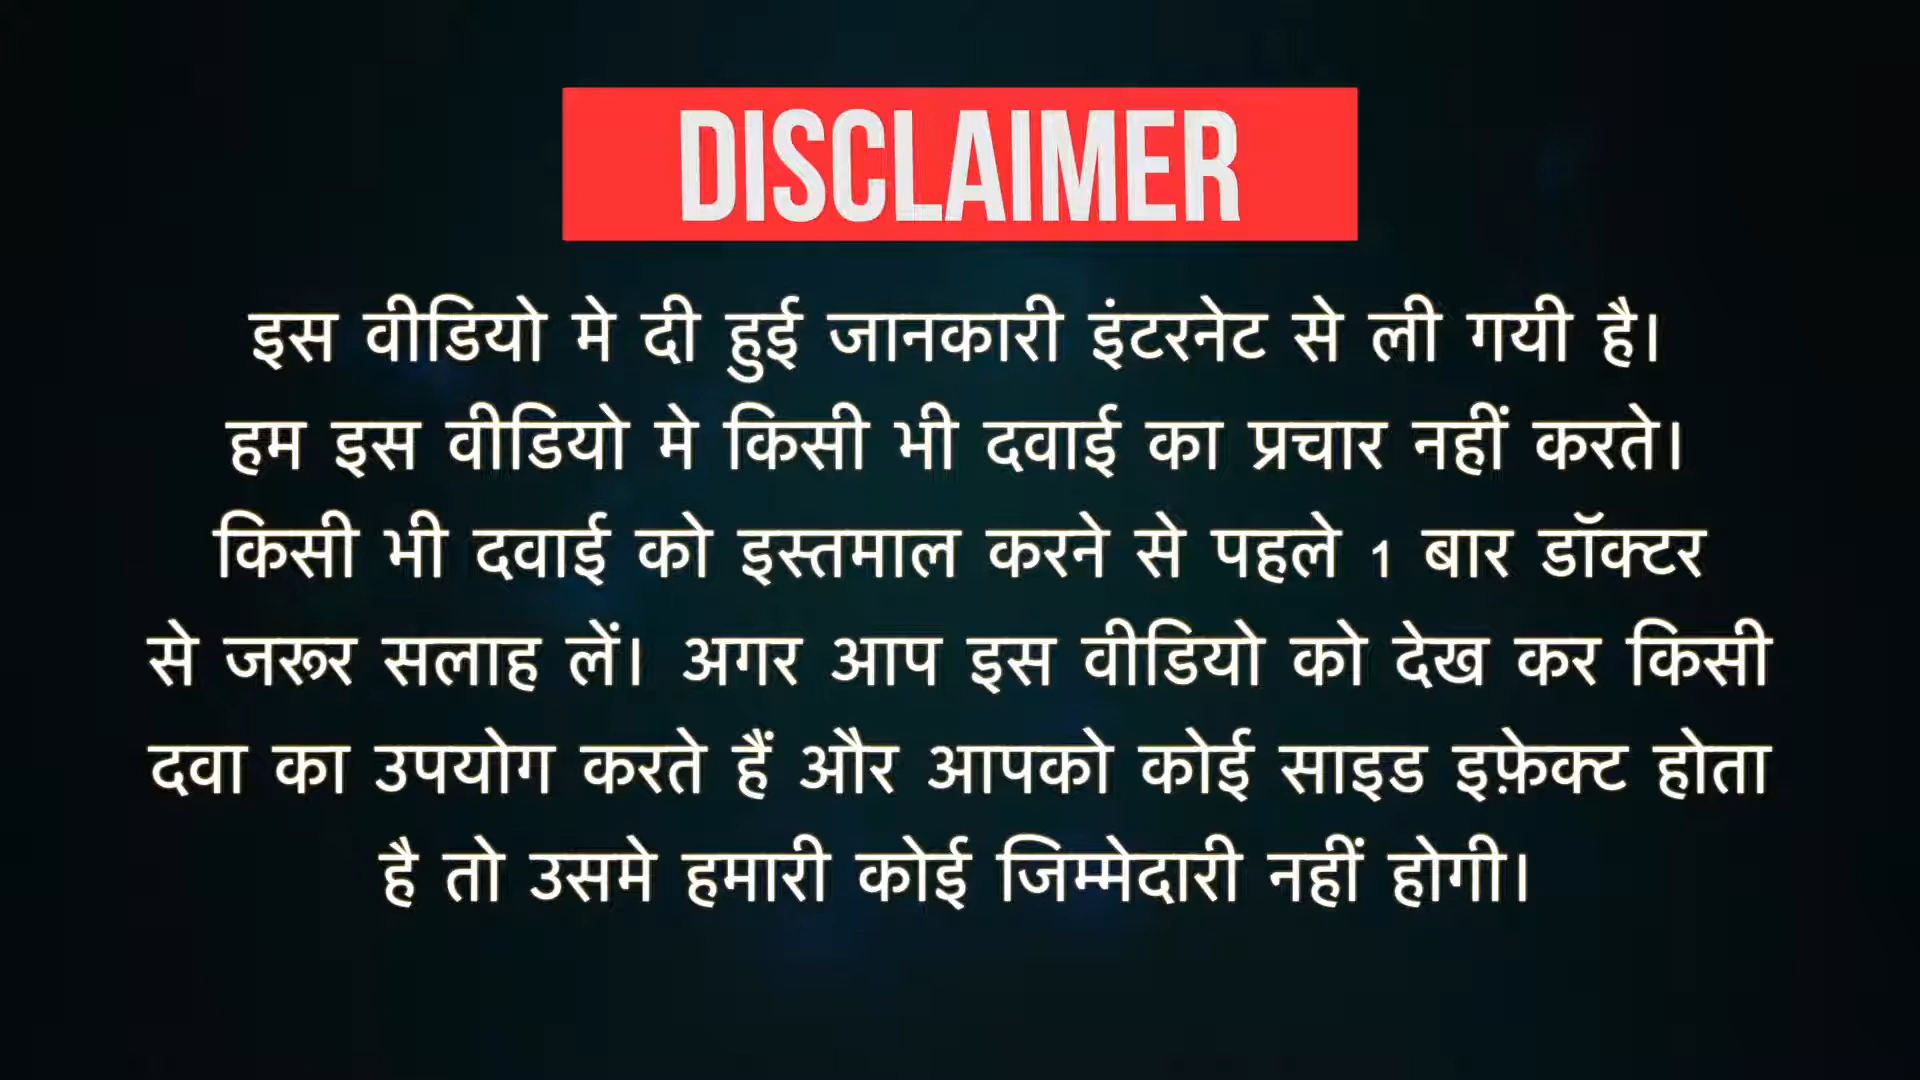 DISCLAIMER
इस वीडियो मे दी हुई जानकारी इंटरनेट से ली गयी है।
हम इस वीडियो मे किसी भी दवाई का प्रचार नहीं करते।
किसी भी दवाई को इस्तमाल करने से पहले 1 बार डॉक्टर
से जरूर सलाह लें। अगर आप इस वीडियो को देख कर किसी
दवा का उपयोग करते हैं और आपको कोई साइड इफ़ेक्ट होता
है तो उसमे हमारी कोई जिम्मेदारी नहीं होगी।